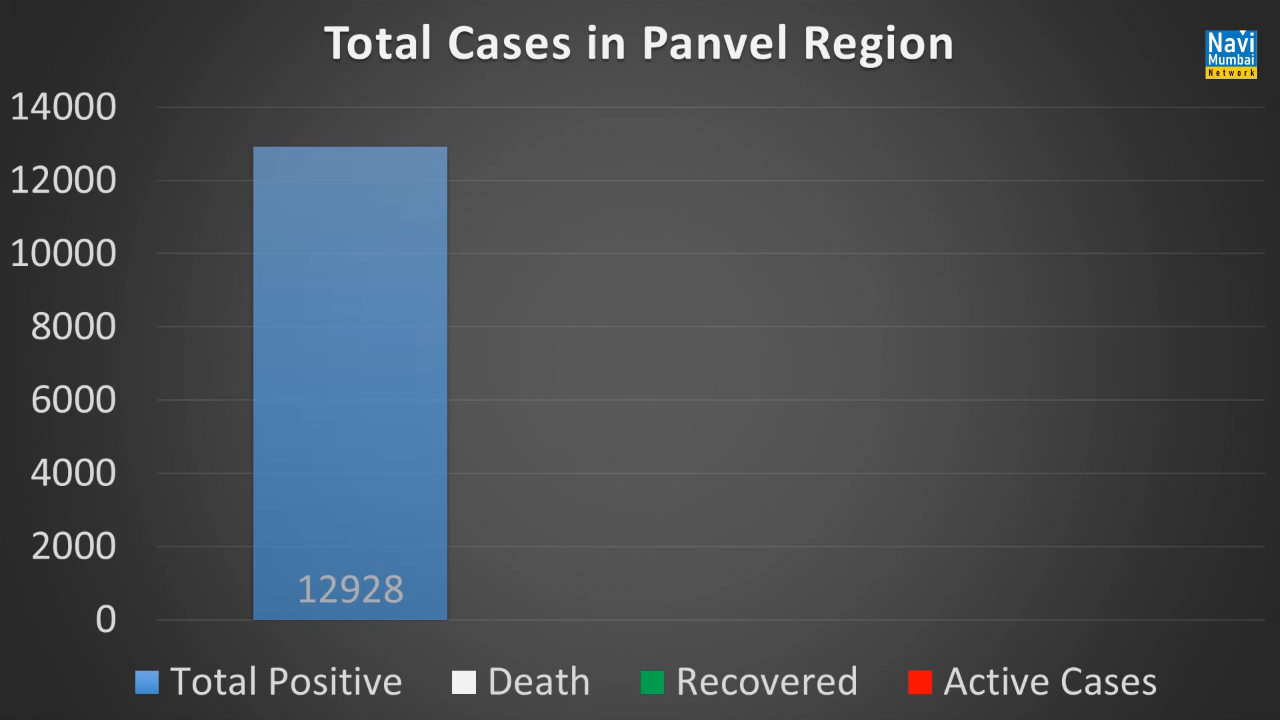 Total Cases in Panvel Region
Navi
Mumbai
Network
14000
12000
10000
8000
6000
4000
2000
0
12928
Total Positive
Death
Recovered
Active Cases